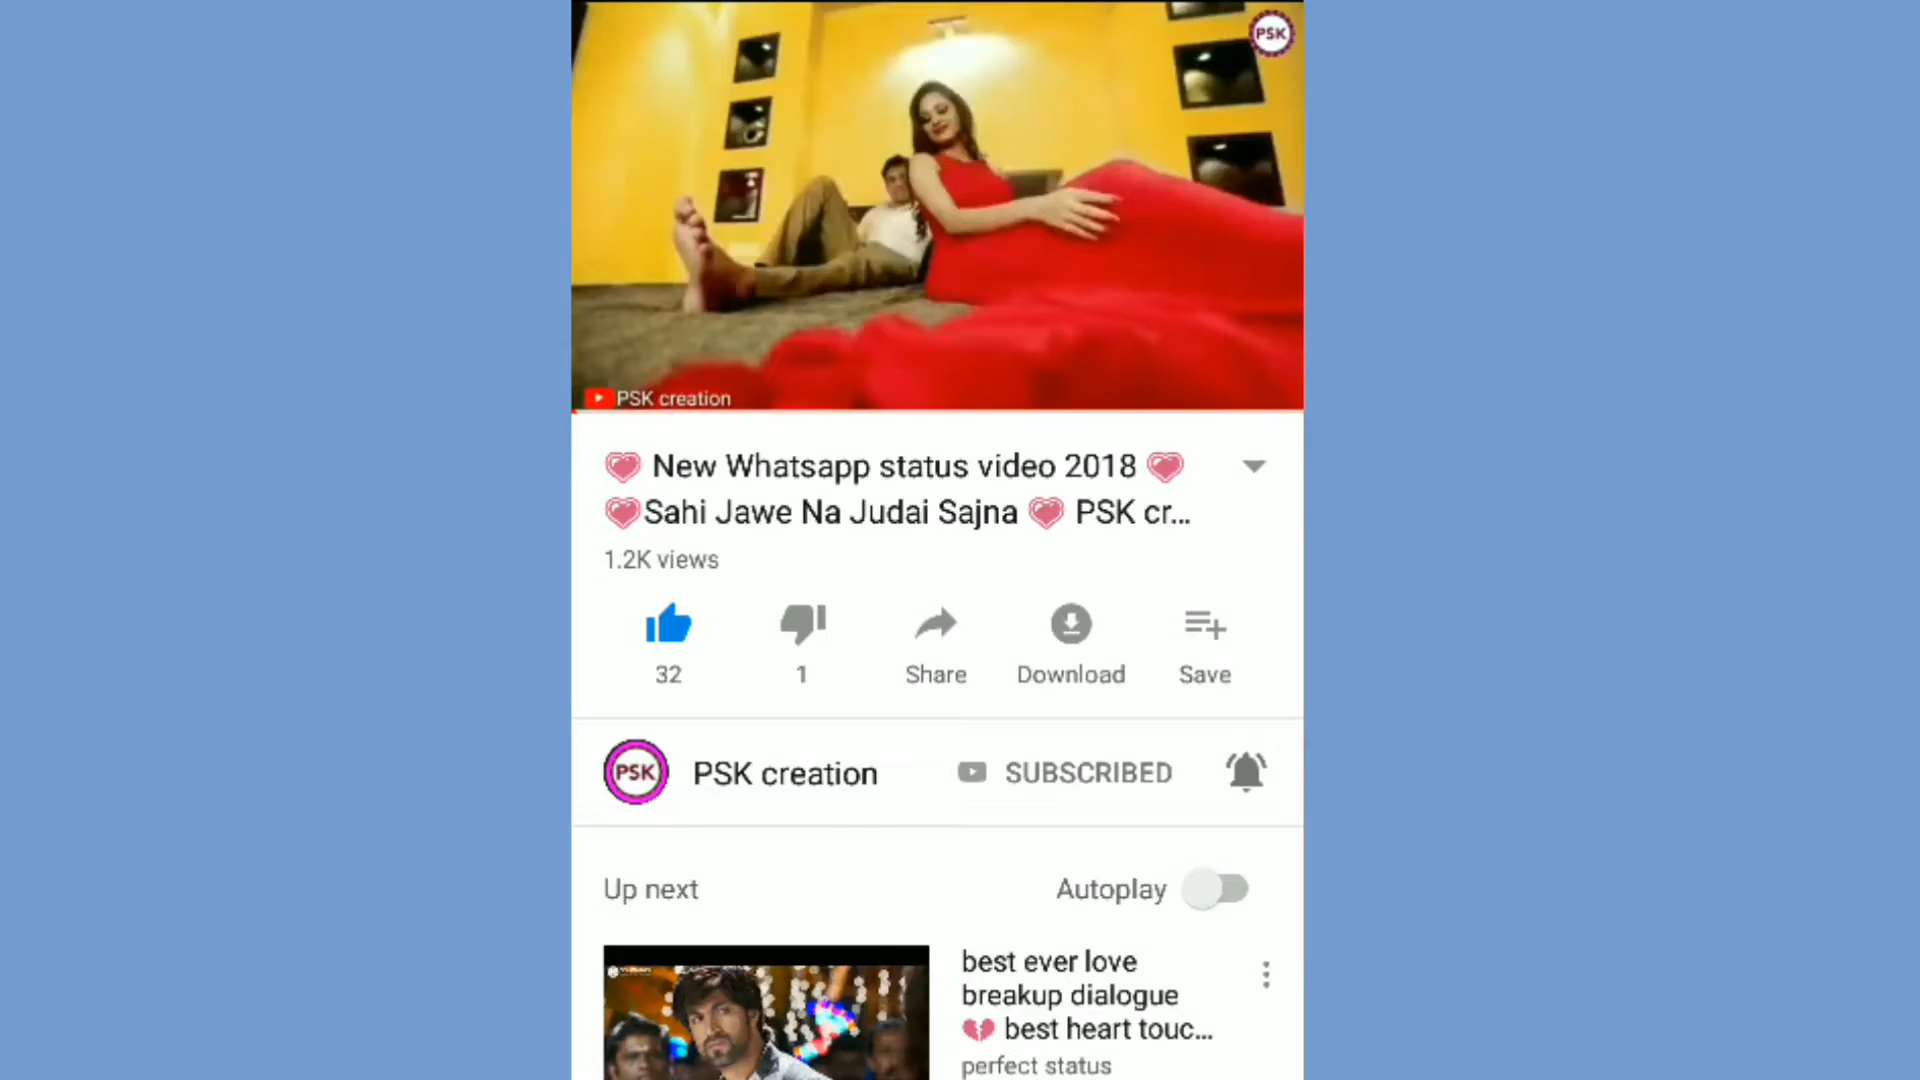 PSK
PSK creation
New Whatsapp status video 2018
Sahi Jawe Na Judai Sajna PSK cr...
1.2K views
32
1
Share
Download
Save
PSK
PSK creation
SUBSCRIBED
Up next
Autoplay
best ever love
breakup dialogue
best heart touc...
perfect status